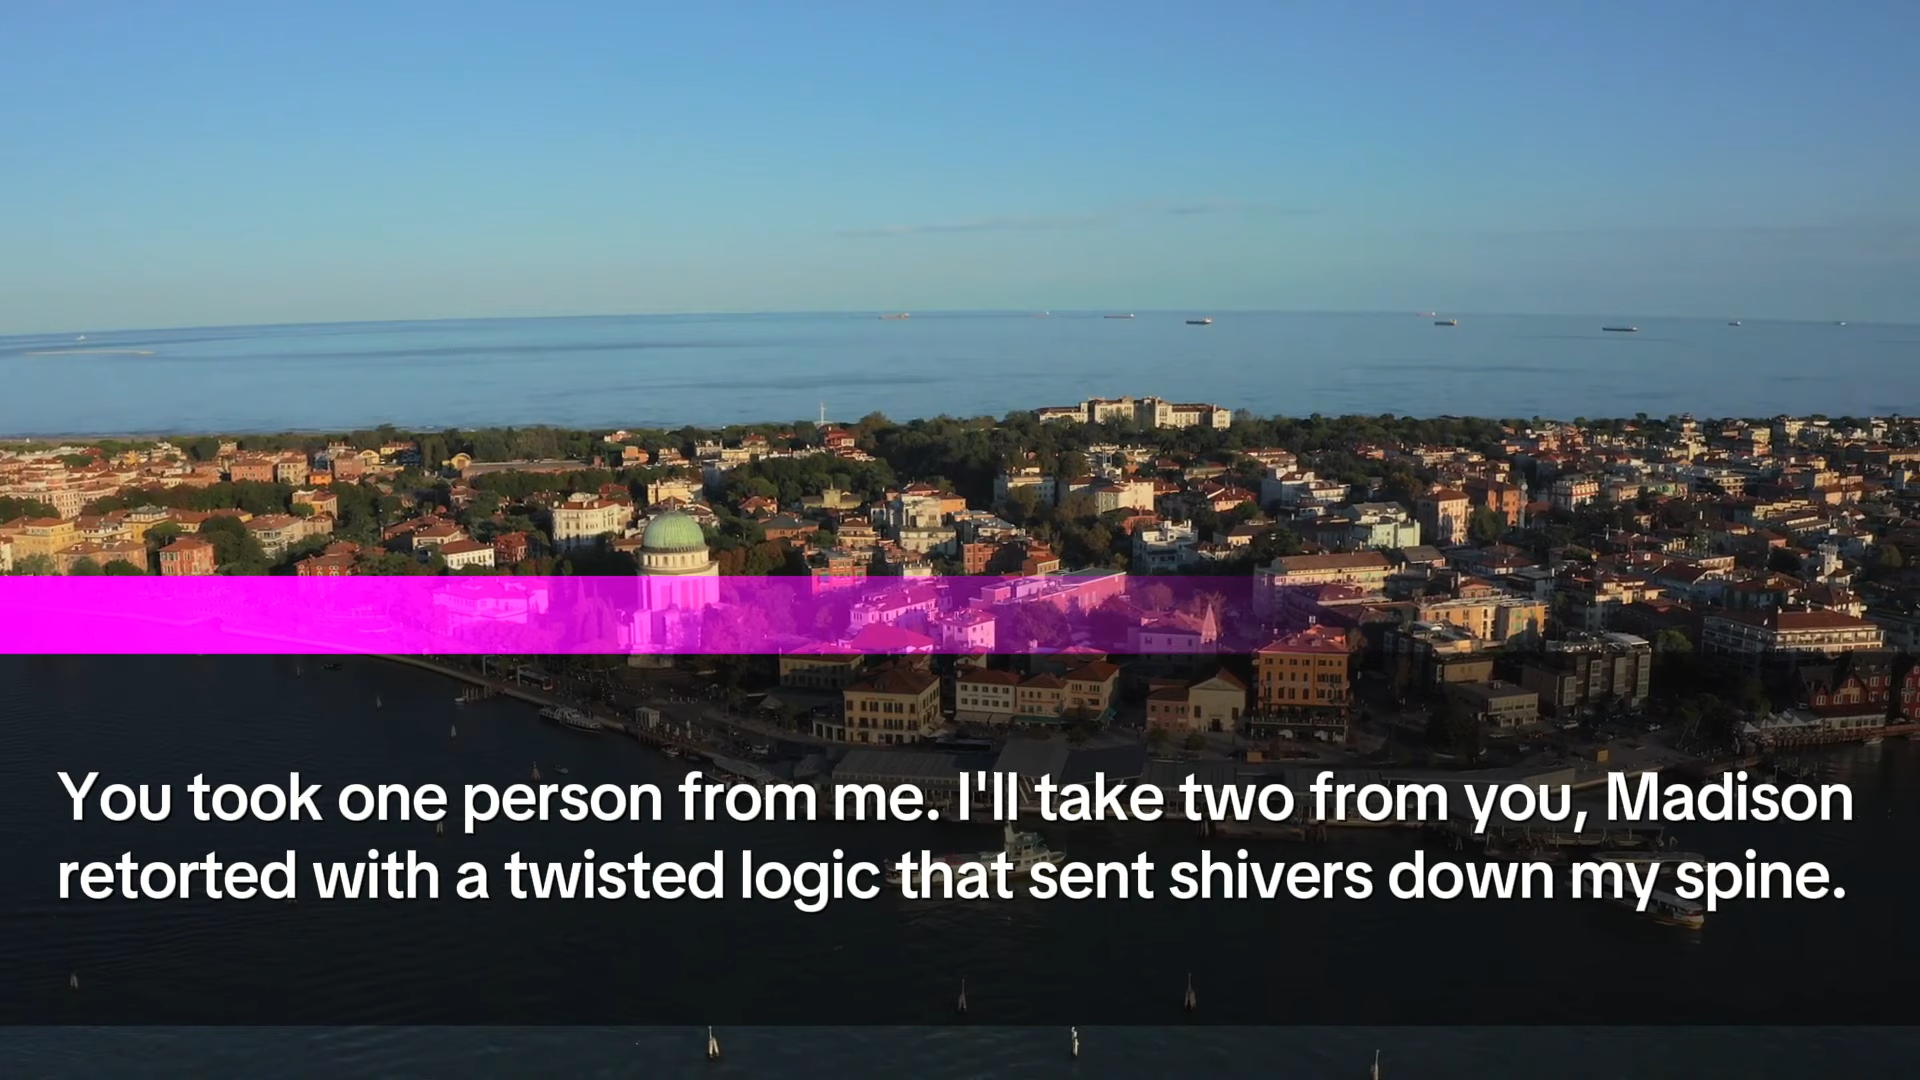 You took one person from me. I'll take two from you, Madison
retorted with a twisted logic that sent shivers down my spine.